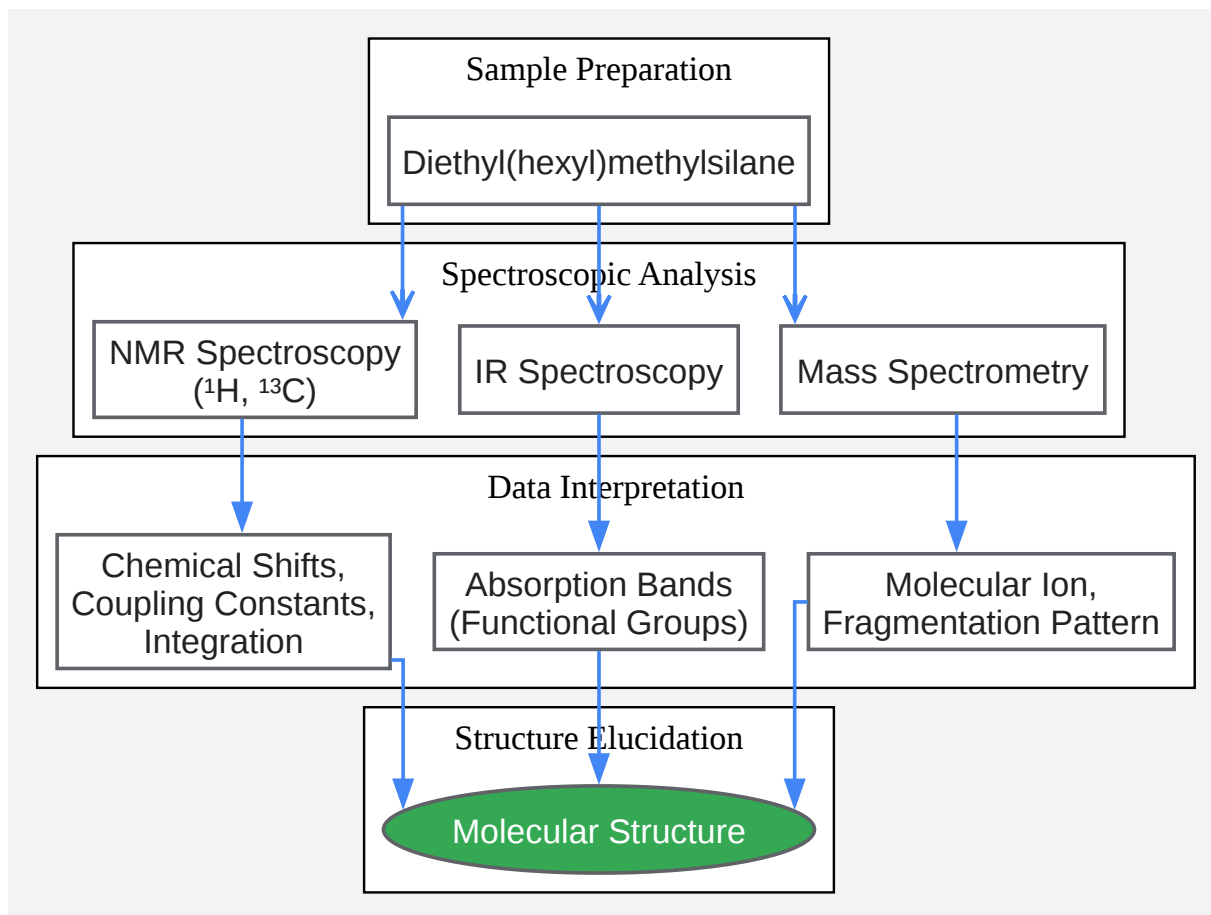 Sample Preparation
Diethyl(hexyl)methylsilane
Spectroscopic Analysis
NMR Spectroscopy
(¹H, ¹³C)
IR Spectroscopy
Mass Spectrometry
Data Interpretation
Chemical Shifts,
Coupling Constants,
Integration
Absorption Bands
(Functional Groups)
Molecular Ion,
Fragmentation Pattern
Structure Elucidation
Molecular Structure